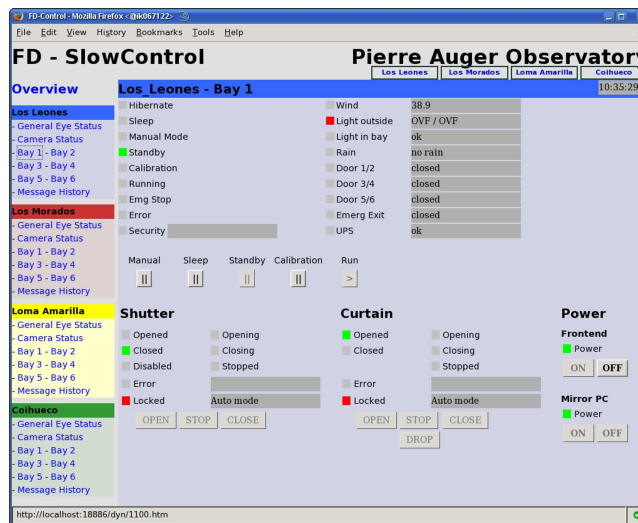 FD-Control - Mozilla Firefox <@ik067122>
File Edit View History Bookmarks Tools Help
FD - SlowControl
Pierre Auger Observatory
Los Leones Los Morados Loma Amarilla Coihueco
Overview
Los Leones
- General Eye Status
- Camera Status
- Bay 1 - Bay 2
- Bay 3 - Bay 4
- Bay 5 - Bay 6
- Message History
Los Morados
- General Eye Status
- Camera Status
- Bay 1 - Bay 2
- Bay 3 - Bay 4
- Bay 5 - Bay 6
- Message History
Loma Amarilla
- General Eye Status
- Camera Status
- Bay 1 - Bay 2
- Bay 3 - Bay 4
- Bay 5 - Bay 6
- Message History
Coihueco
- General Eye Status
- Camera Status
- Bay 1 - Bay 2
- Bay 3 - Bay 4
- Bay 5 - Bay 6
- Message History
Los_Leones - Bay 1 10:35:29
Hibernate Wind 38.9
Sleep Light outside OVF / OVF
Manual Mode Light in bay ok
Standby Rain no rain
Calibration Door 1/2 closed
Running Door 3/4 closed
Emg Stop Door 5/6 closed
Error Emerg Exit closed
Security UPS ok
Manual Sleep Standby Calibration Run
|| || || || >
Shutter
Opened Opening
Closed Closing
Disabled Stopped
Error
Locked Auto mode
OPEN STOP CLOSE
Curtain
Opened Opening
Closed Closing
Stopped
Error
Locked Auto mode
OPEN STOP CLOSE
DROP
Power
Frontend
Power
ON OFF
Mirror PC
Power
ON OFF
http://localhost:18886/dyn/1100.htm